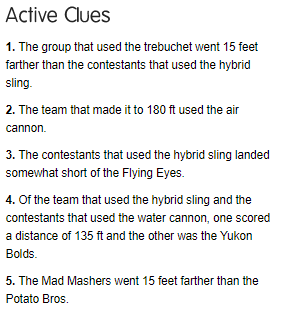 Active Clues
1. The group that used the trebuchet went 15 feet
farther than the contestants that used the hybrid
sling.
2. The team that made it to 180 ft used the air
cannon.
3. The contestants that used the hybrid sling landed
somewhat short of the Flying Eyes.
4. Of the team that used the hybrid sling and the
contestants that used the water cannon, one scored
a distance of 135 ft and the other was the Yukon
Bolds.
5. The Mad Mashers went 15 feet farther than the
Potato Bros.